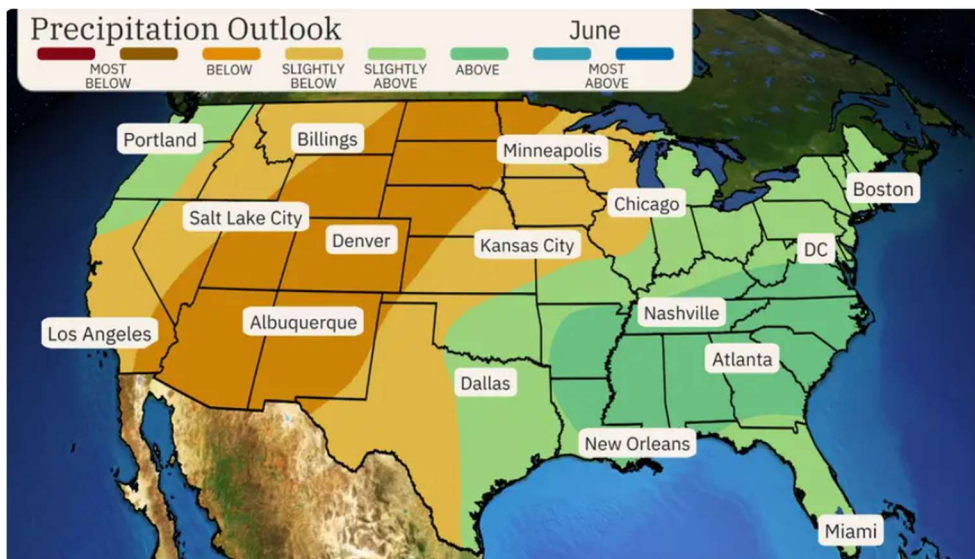 Precipitation Outlook
June
MOST
BELOW
BELOW
SLIGHTLY
BELOW
SLIGHTLY
ABOVE
ABOVE
MOST
ABOVE
Portland
Billings
Minneapolis
Boston
Chicago
Salt Lake City
Denver
Kansas City
DC
Nashville
Albuquerque
Los Angeles
Atlanta
Dallas
New Orleans
Miami